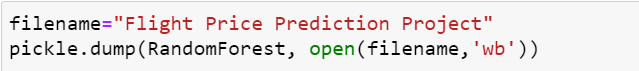 filename="Flight Price Prediction Project"
pickle.dump(RandomForest, open(filename,'wb'))